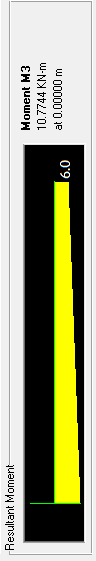 Resultant Moment
Moment M3
10.7744 KN-m
at 0.00000 m
6.0